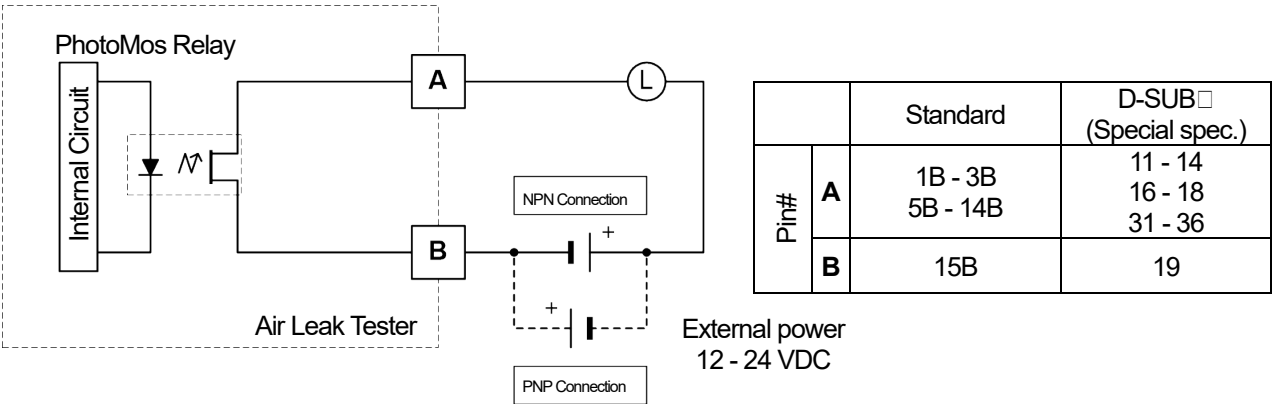 PhotoMos Relay
Internal Circuit
A
L
NPN Connection
+
B
+
Air Leak Tester
External power
12 - 24 VDC
PNP Connection
Standard
D-SUB□
(Special spec.)
Pin#
A
1B - 3B
5B - 14B
11 - 14
16 - 18
31 - 36
B
15B
19